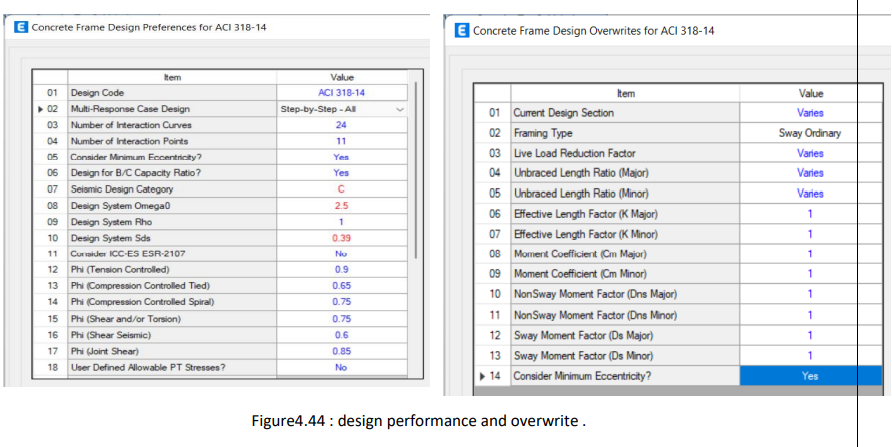 E Concrete Frame Design Preferences for ACI 318-14
Item Value
01 Design Code ACI 318-14
02 Multi-Response Case Design Step-by-Step - All
03 Number of Interaction Curves 24
04 Number of Interaction Points 11
05 Consider Minimum Eccentricity? Yes
06 Design for B/C Capacity Ratio? Yes
07 Seismic Design Category C
08 Design System Omega0 2.5
09 Design System Rho 1
10 Design System Sds 0.39
11 Consider ICC-ES ESR-2107 No
12 Phi (Tension Controlled) 0.9
13 Phi (Compression Controlled Tied) 0.65
14 Phi (Compression Controlled Spiral) 0.75
15 Phi (Shear and/or Torsion) 0.75
16 Phi (Shear Seismic) 0.6
17 Phi (Joint Shear) 0.85
18 User Defined Allowable PT Stresses? No
E Concrete Frame Design Overwrites for ACI 318-14
Item Value
01 Current Design Section Varies
02 Framing Type Sway Ordinary
03 Live Load Reduction Factor Varies
04 Unbraced Length Ratio (Major) Varies
05 Unbraced Length Ratio (Minor) Varies
06 Effective Length Factor (K Major) 1
07 Effective Length Factor (K Minor) 1
08 Moment Coefficient (Cm Major) 1
09 Moment Coefficient (Cm Minor) 1
10 NonSway Moment Factor (Dns Major) 1
11 NonSway Moment Factor (Dns Minor) 1
12 Sway Moment Factor (Ds Major) 1
13 Sway Moment Factor (Ds Minor) 1
14 Consider Minimum Eccentricity? Yes
Figure4.44 : design performance and overwrite .